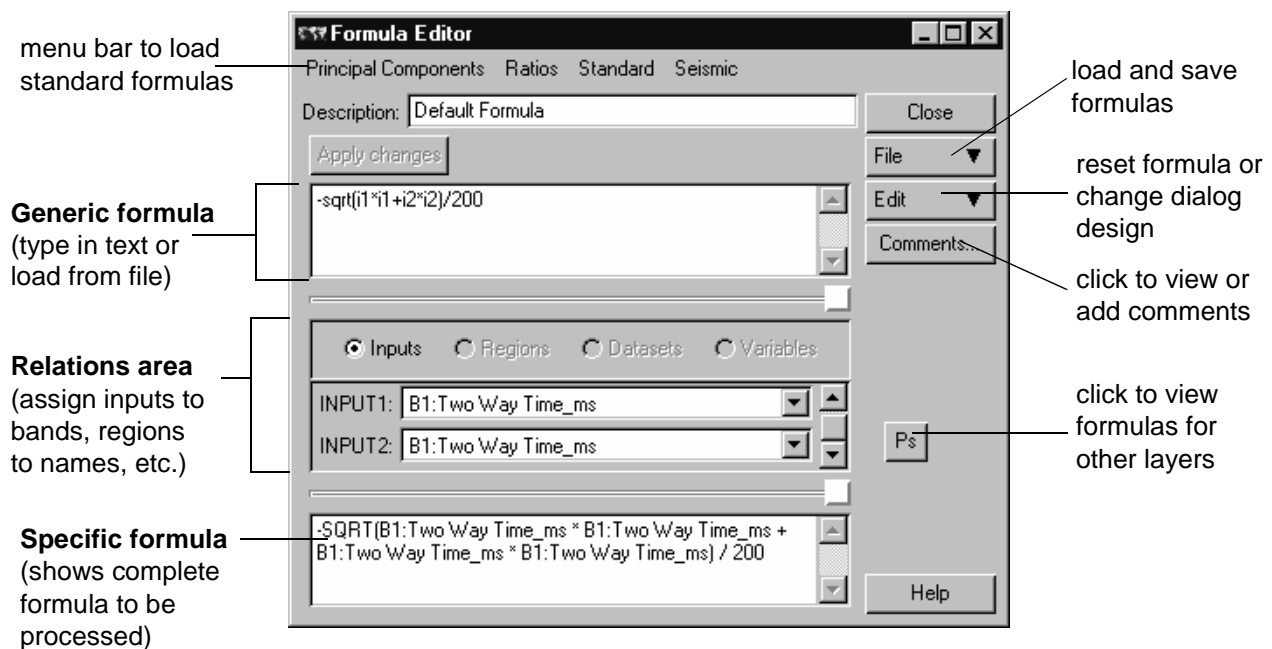 menu bar to load
standard formulas
Formula Editor
Principal Components Ratios Standard Seismic
Description: Default Formula
Close
load and save
formulas
Apply changes
File
Generic formula
(type in text or
load from file)
-sqrt(i1*i1+i2*i2)/200
Edit
reset formula or
change dialog
design
Comments...
click to view or
add comments
Relations area
(assign inputs to
bands, regions
to names, etc.)
Inputs Regions Datasets Variables
INPUT1: B1:Two Way Time_ms
INPUT2: B1:Two Way Time_ms
Ps
click to view
formulas for
other layers
Specific formula
(shows complete
formula to be
processed)
-SQRT(B1:Two Way Time_ms * B1:Two Way Time_ms +
B1:Two Way Time_ms * B1:Two Way Time_ms) / 200
Help